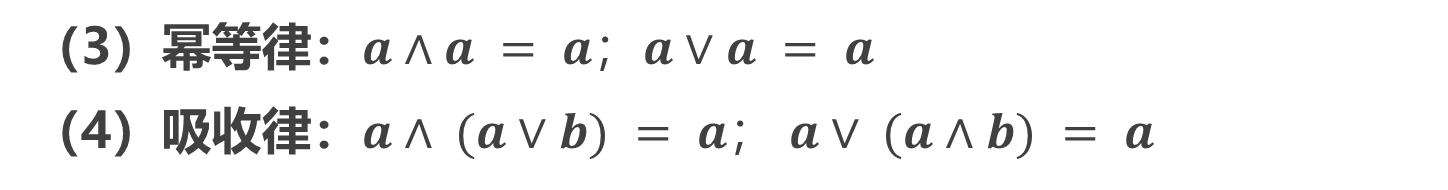 （3）幂等律：a ∧ a = a；a ∨ a = a
（4）吸收律：a ∧（a ∨ b）= a； a ∨（a ∧ b）= a